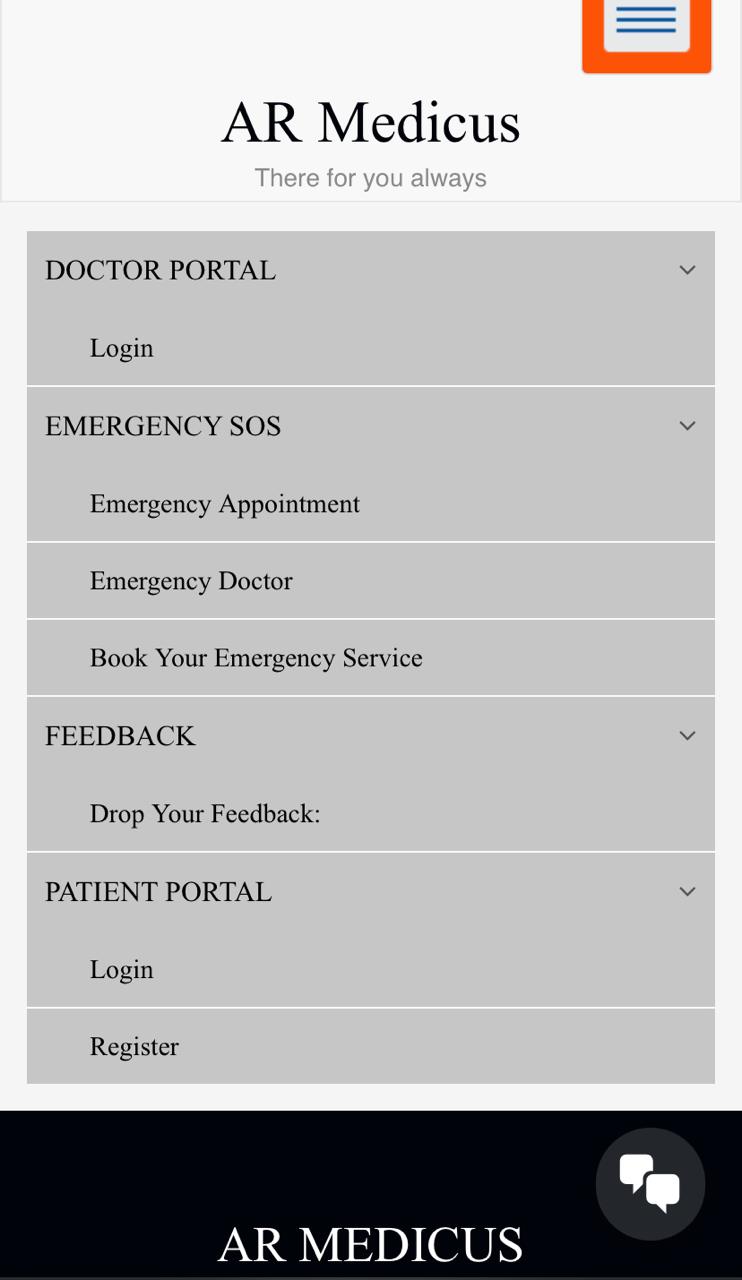 AR Medicus
There for you always
DOCTOR PORTAL
Login
EMERGENCY SOS
Emergency Appointment
Emergency Doctor
Book Your Emergency Service
FEEDBACK
Drop Your Feedback:
PATIENT PORTAL
Login
Register
AR MEDICUS